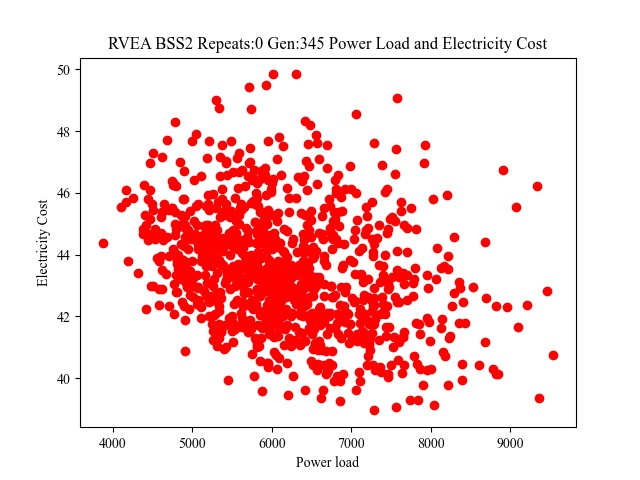 RVEA BSS2 Repeats:0 Gen:345 Power Load and Electricity Cost
50
48
46
44
42
40
Electricity Cost
4000 5000 6000 7000 8000 9000
Power load